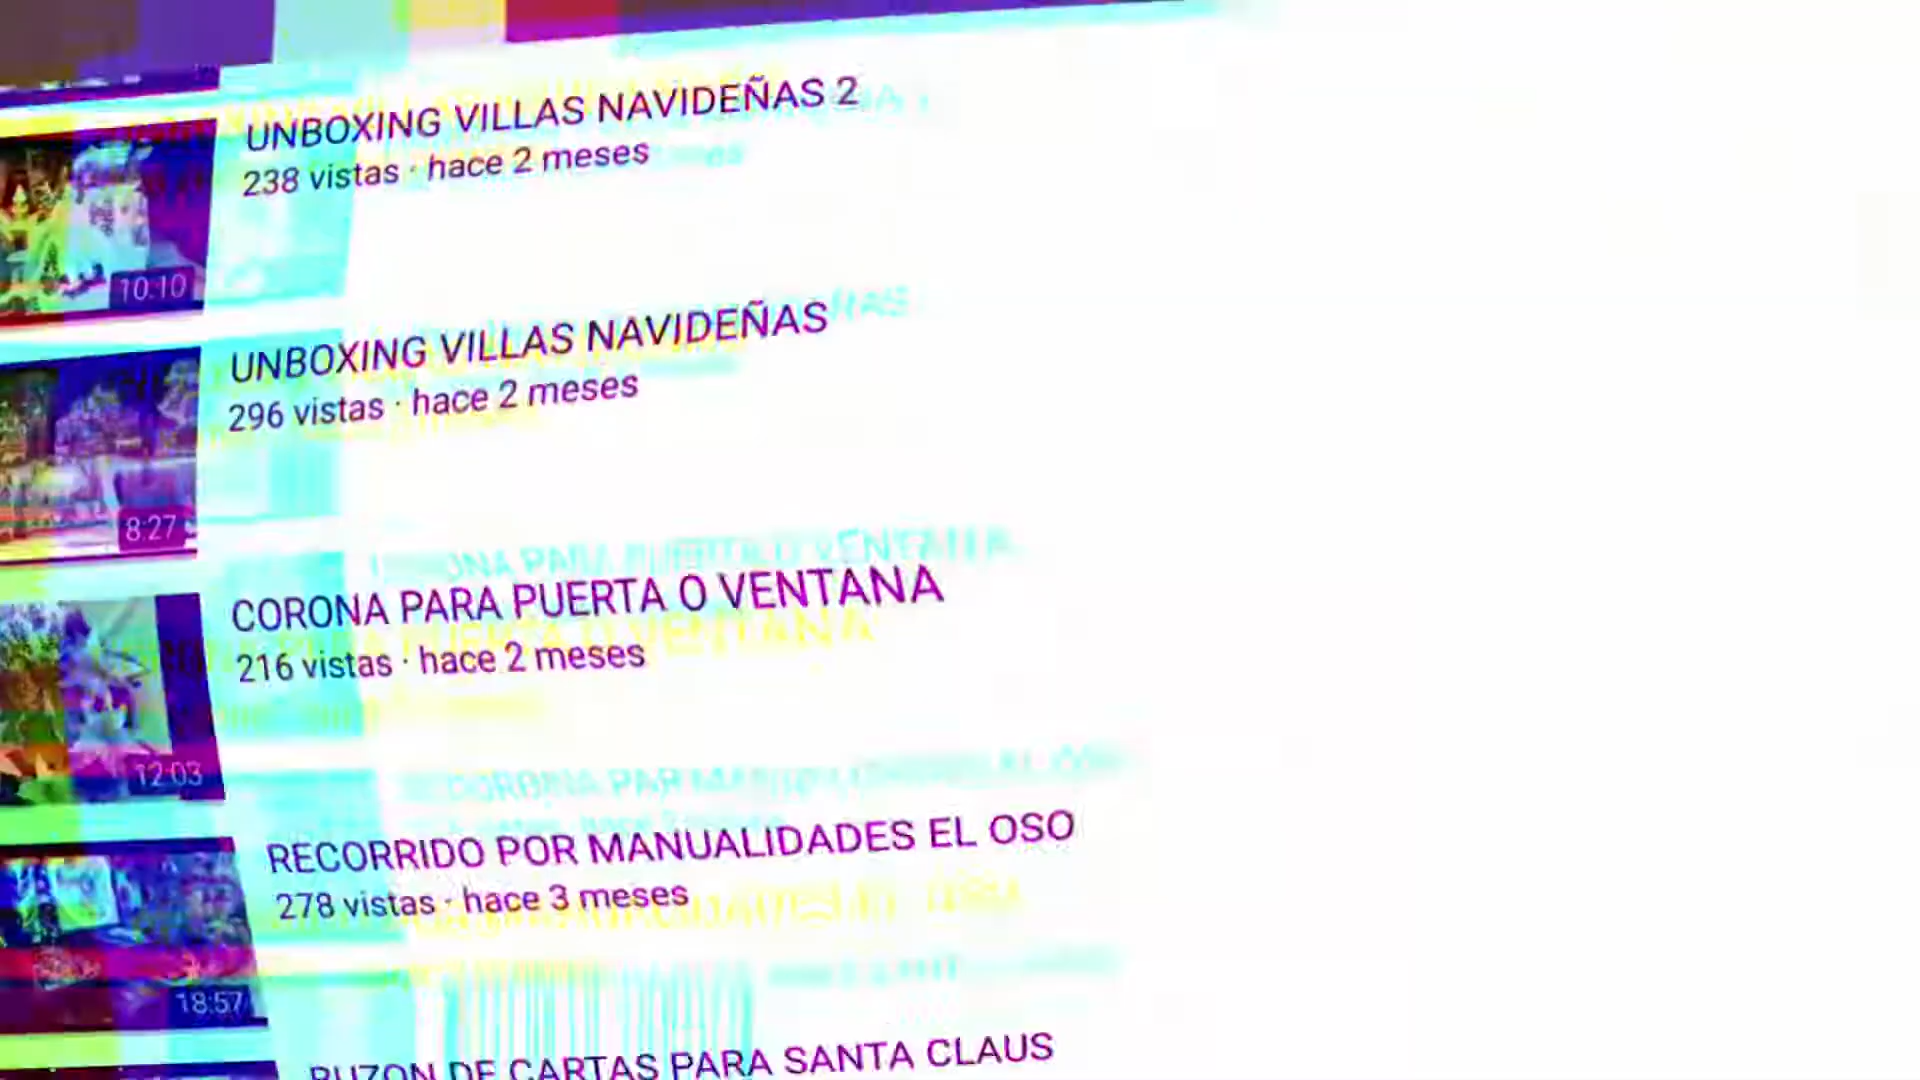 UNBOXING VILLAS NAVIDEÑAS 2
238 vistas · hace 2 meses
10:10
UNBOXING VILLAS NAVIDEÑAS
296 vistas · hace 2 meses
8:27
CORONA PARA PUERTA O VENTANA
216 vistas · hace 2 meses
12:03
RECORRIDO POR MANUALIDADES EL OSO
278 vistas · hace 3 meses
18:57
BUZON DE CARTAS PARA SANTA CLAUS